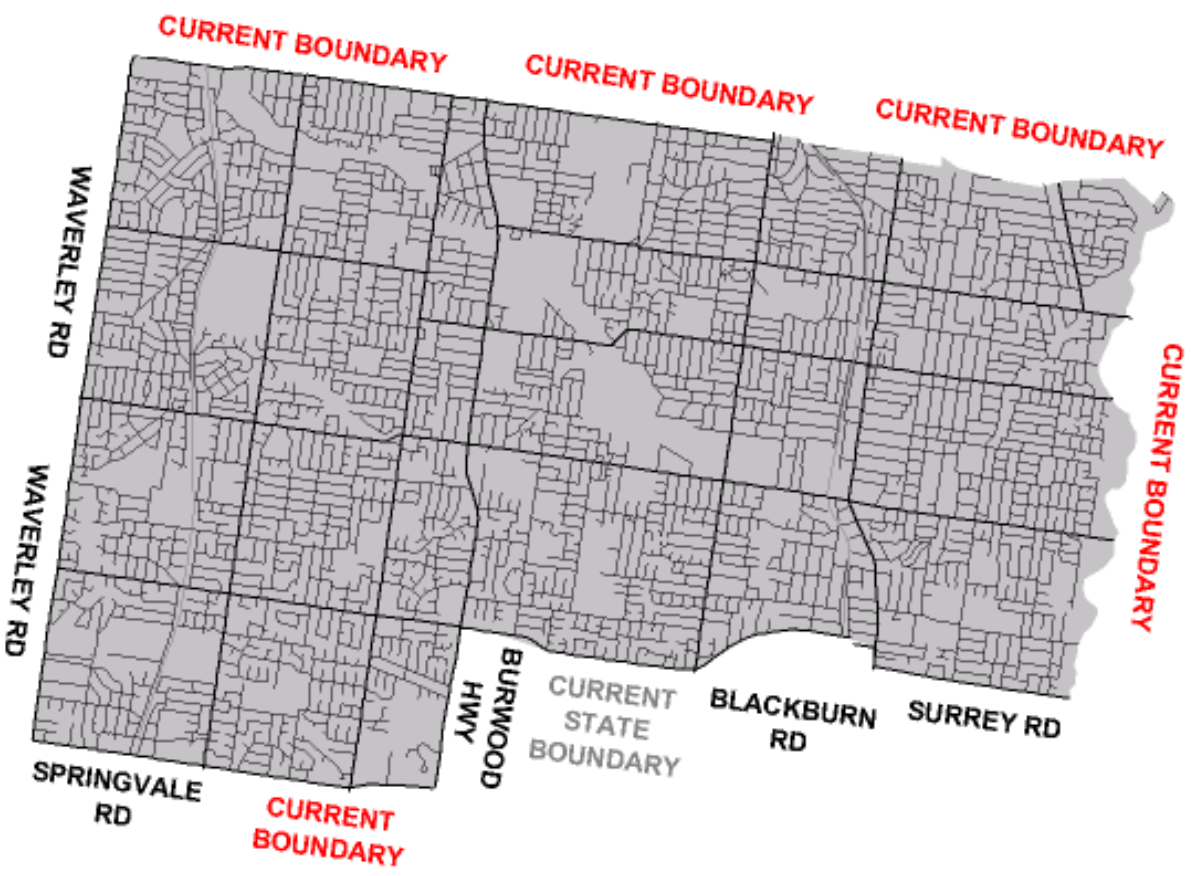 CURRENT BOUNDARY
CURRENT BOUNDARY
CURRENT BOUNDARY
WAVERLEY RD
CURRENT BOUNDARY
WAVERLEY RD
BURWOOD
HWY
CURRENT
STATE
BOUNDARY
BLACKBURN
RD
SURREY RD
SPRINGVALE
RD
CURRENT
BOUNDARY